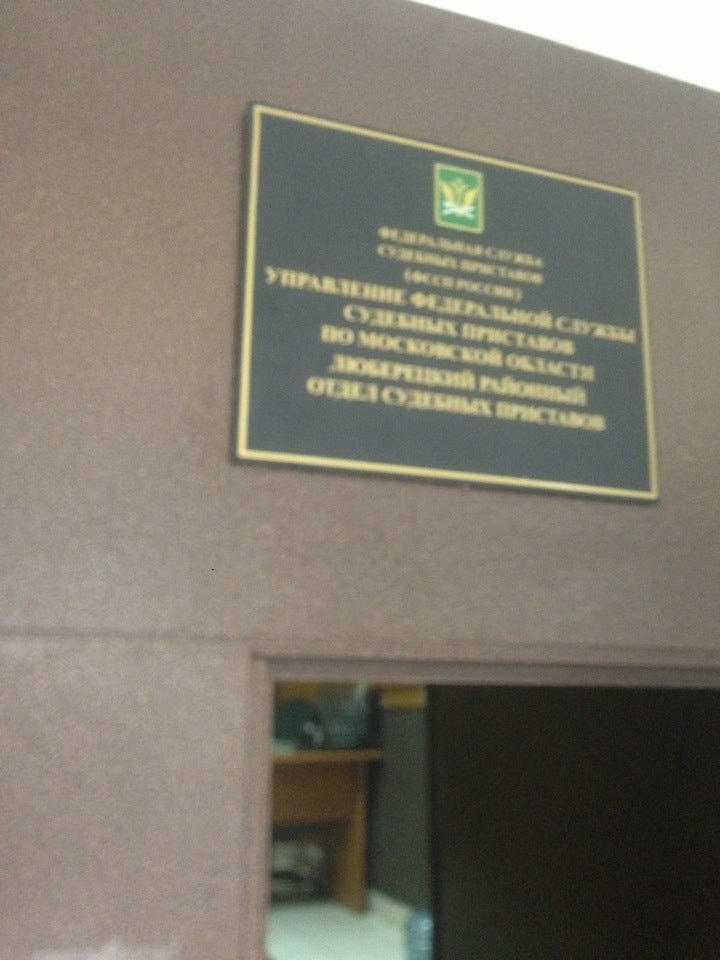 ФЕДЕРАЛЬНАЯ СЛУЖБА
СУДЕБНЫХ ПРИСТАВОВ
(ФССП РОССИИ)
УПРАВЛЕНИЕ ФЕДЕРАЛЬНОЙ СЛУЖБЫ
СУДЕБНЫХ ПРИСТАВОВ
ПО МОСКОВСКОЙ ОБЛАСТИ
ЛЮБЕРЕЦКИЙ РАЙОННЫЙ
ОТДЕЛ СУДЕБНЫХ ПРИСТАВОВ